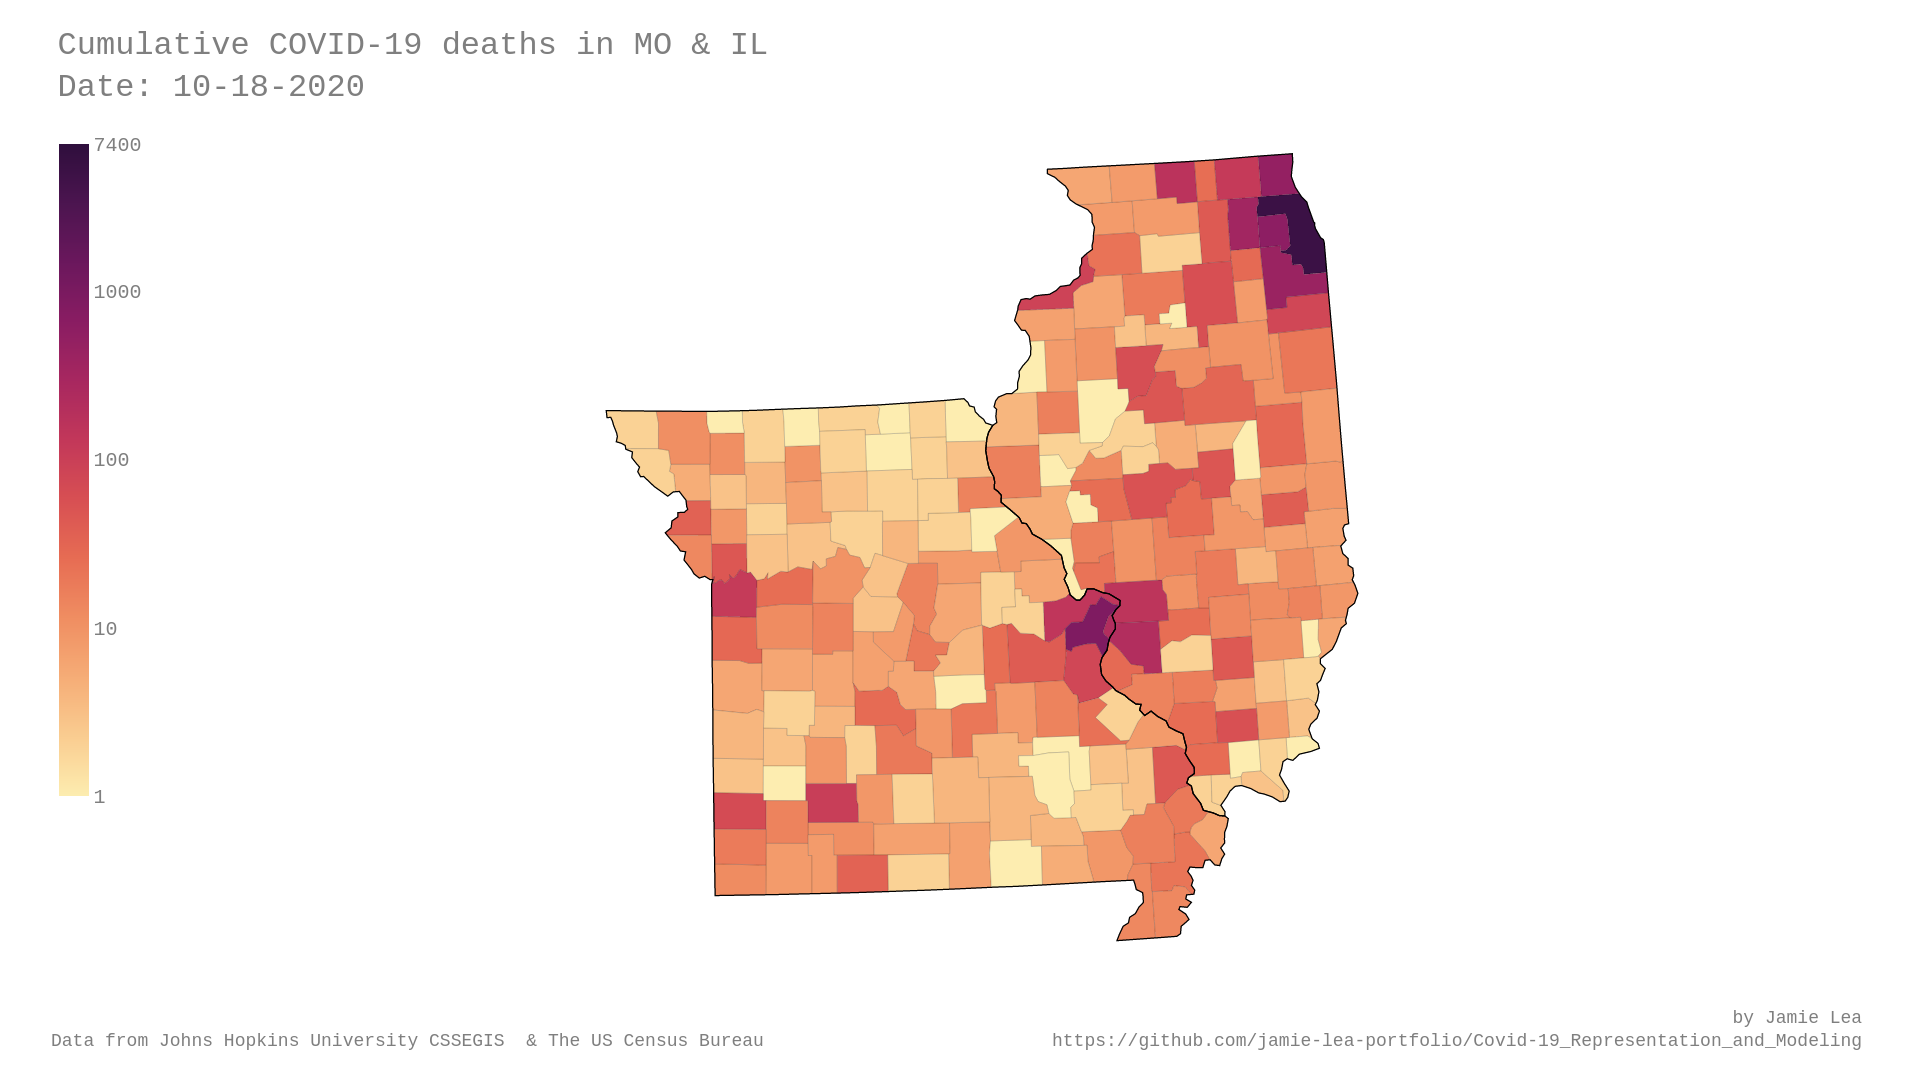 Cumulative COVID-19 deaths in MO & IL
Date: 10-18-2020
7400
1000
100
10
1
by Jamie Lea
Data from Johns Hopkins University CSSEGIS  & The US Census Bureau
https://github.com/jamie-lea-portfolio/Covid-19_Representation_and_Modeling